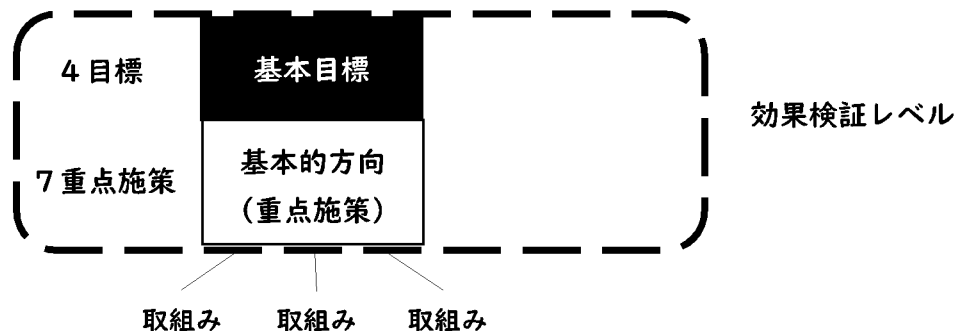 ４目標
基本目標
効果検証レベル
７重点施策
基本的方向
（重点施策）
取組み
取組み
取組み